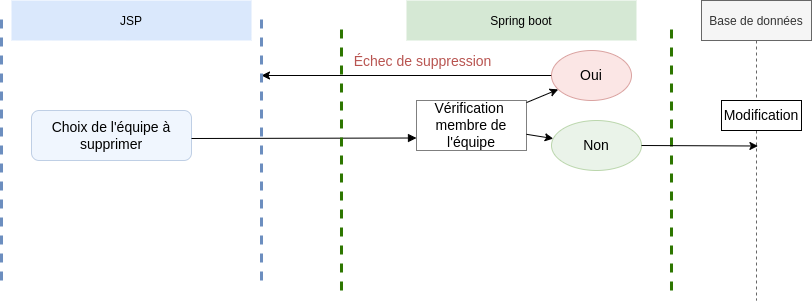 JSP
Spring boot
Base de données
Échec de suppression
Oui
Choix de l'équipe à
supprimer
Vérification
membre de
l'équipe
Non
Modification